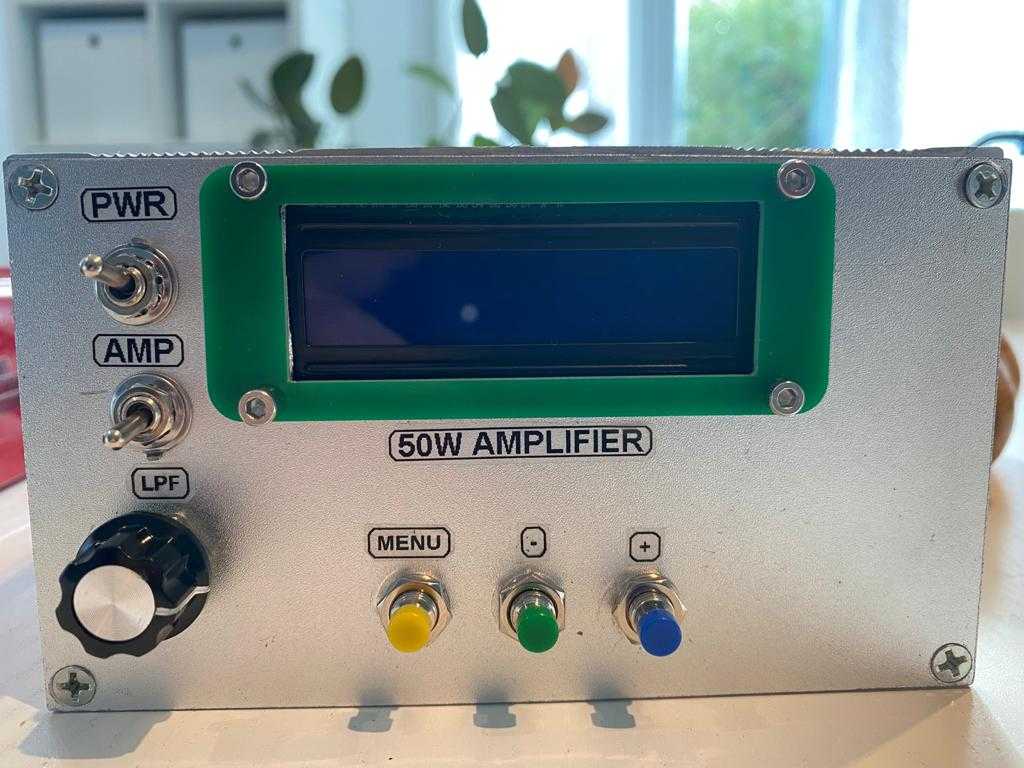 PWR
AMP
50W AMPLIFIER
LPF
MENU
-
+